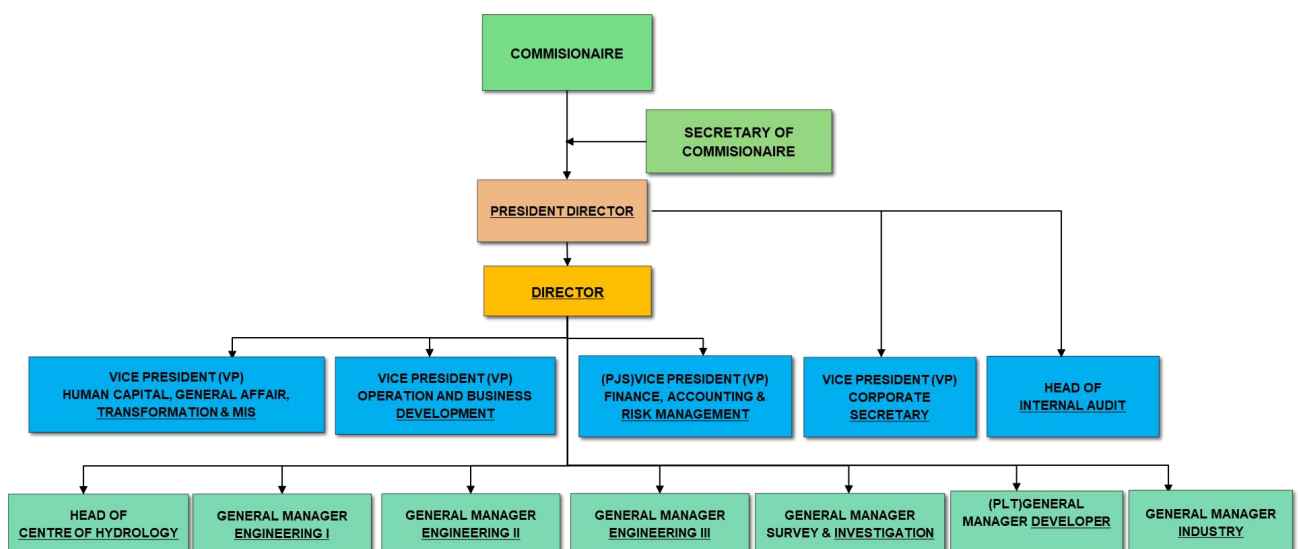 COMMISIONAIRE
SECRETARY OF
COMMISIONAIRE
PRESIDENT DIRECTOR
DIRECTOR
VICE PRESIDENT (VP)
HUMAN CAPITAL, GENERAL AFFAIR,
TRANSFORMATION & MIS
VICE PRESIDENT (VP)
OPERATION AND BUSINESS
DEVELOPMENT
(PJS)VICE PRESIDENT (VP)
FINANCE, ACCOUNTING &
RISK MANAGEMENT
VICE PRESIDENT (VP)
CORPORATE
SECRETARY
HEAD OF
INTERNAL AUDIT
HEAD OF
CENTRE OF HYDROLOGY
GENERAL MANAGER
ENGINEERING I
GENERAL MANAGER
ENGINEERING II
GENERAL MANAGER
ENGINEERING III
GENERAL MANAGER
SURVEY & INVESTIGATION
(PLT)GENERAL
MANAGER DEVELOPER
GENERAL MANAGER
INDUSTRY